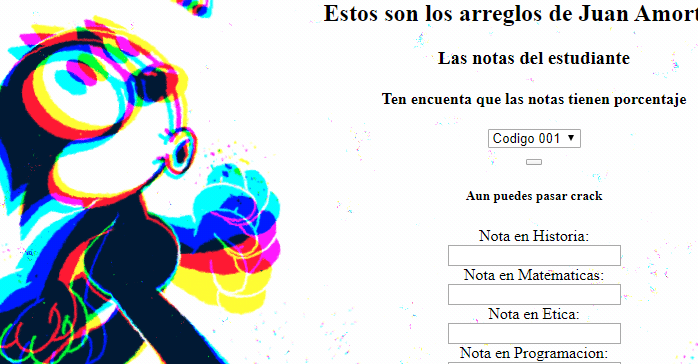 Estos son los arreglos de Juan Amort
Las notas del estudiante
Ten encuenta que las notas tienen porcentaje
Codigo 001
Aun puedes pasar crack
Nota en Historia:
Nota en Matematicas:
Nota en Etica:
Nota en Programacion: